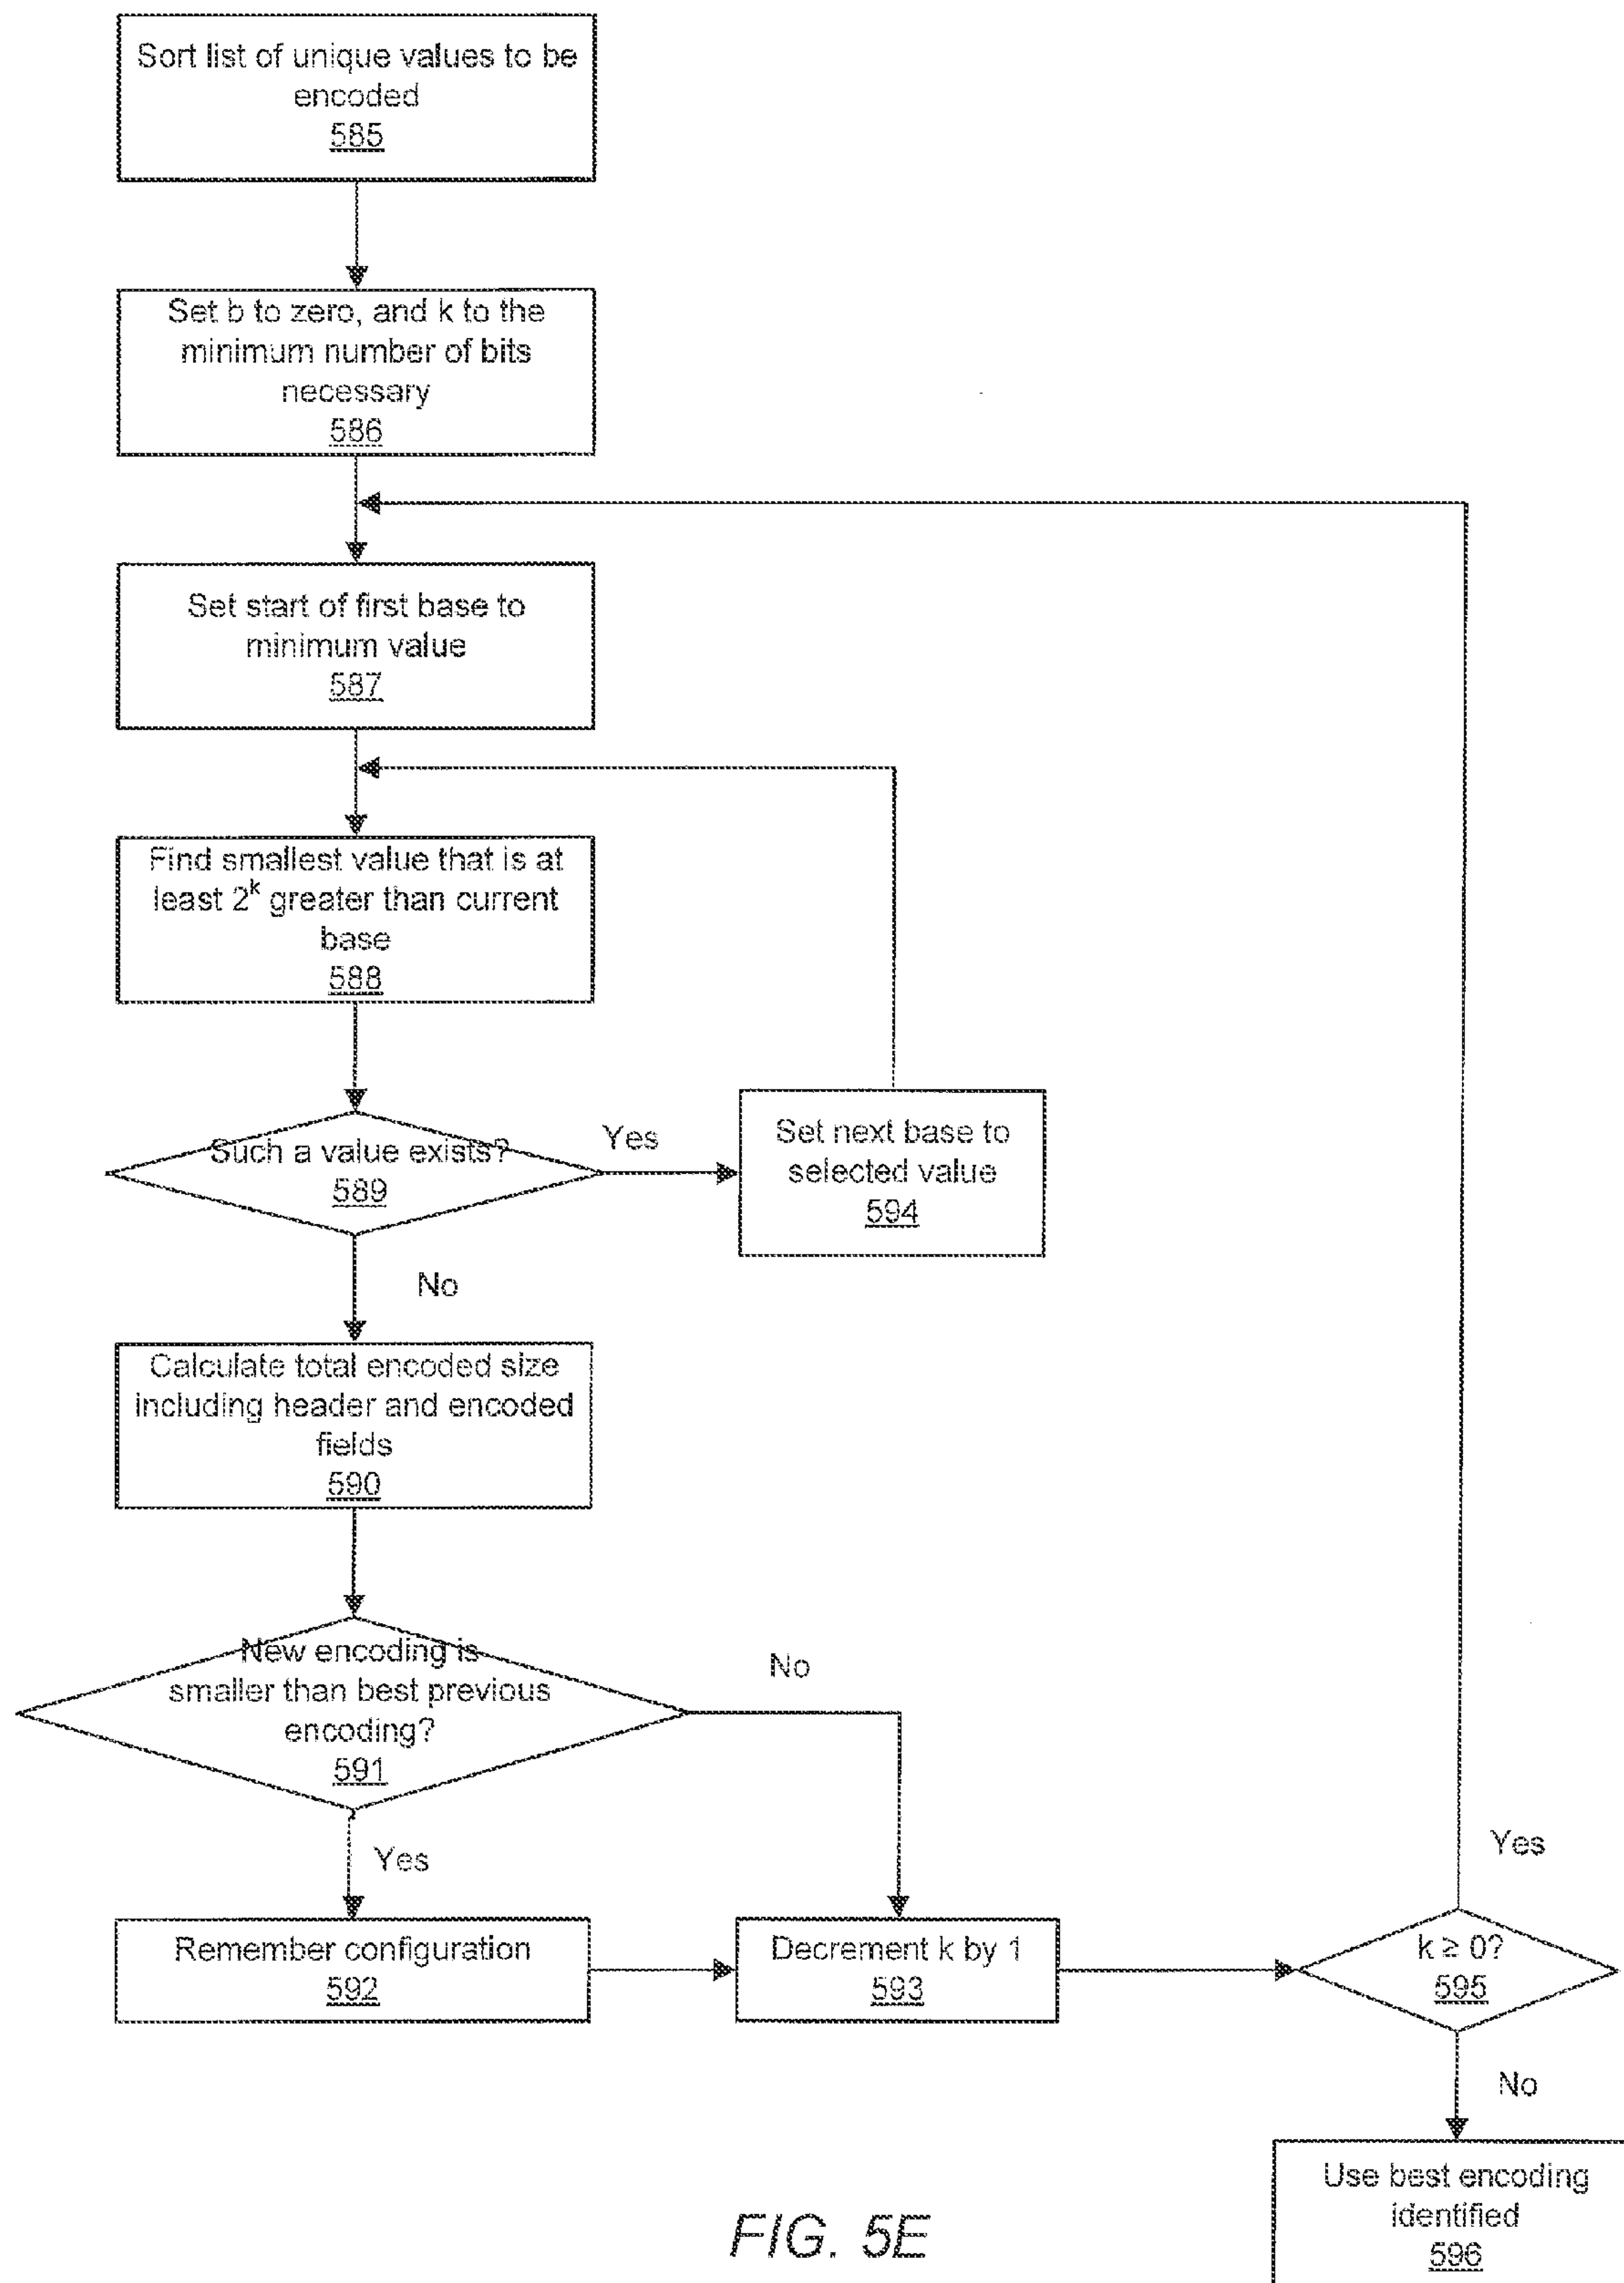 Sort list of unique values to be
encoded
585
Set b to zero, and k to the
minimum number of bits
necessary
586
Set start of first base to
minimum value
587
Find smallest value that is at
least 2^k greater than current
base
588
Such a value exists?
589
Yes
Set next base to
selected value
594
No
Calculate total encoded size
including header and encoded
fields
590
New encoding is
smaller than best previous
encoding?
591
No
Yes
Remember configuration
592
Decrement k by 1
593
k ≥ 0?
595
Yes
No
Use best encoding
identified
596
FIG. 5E